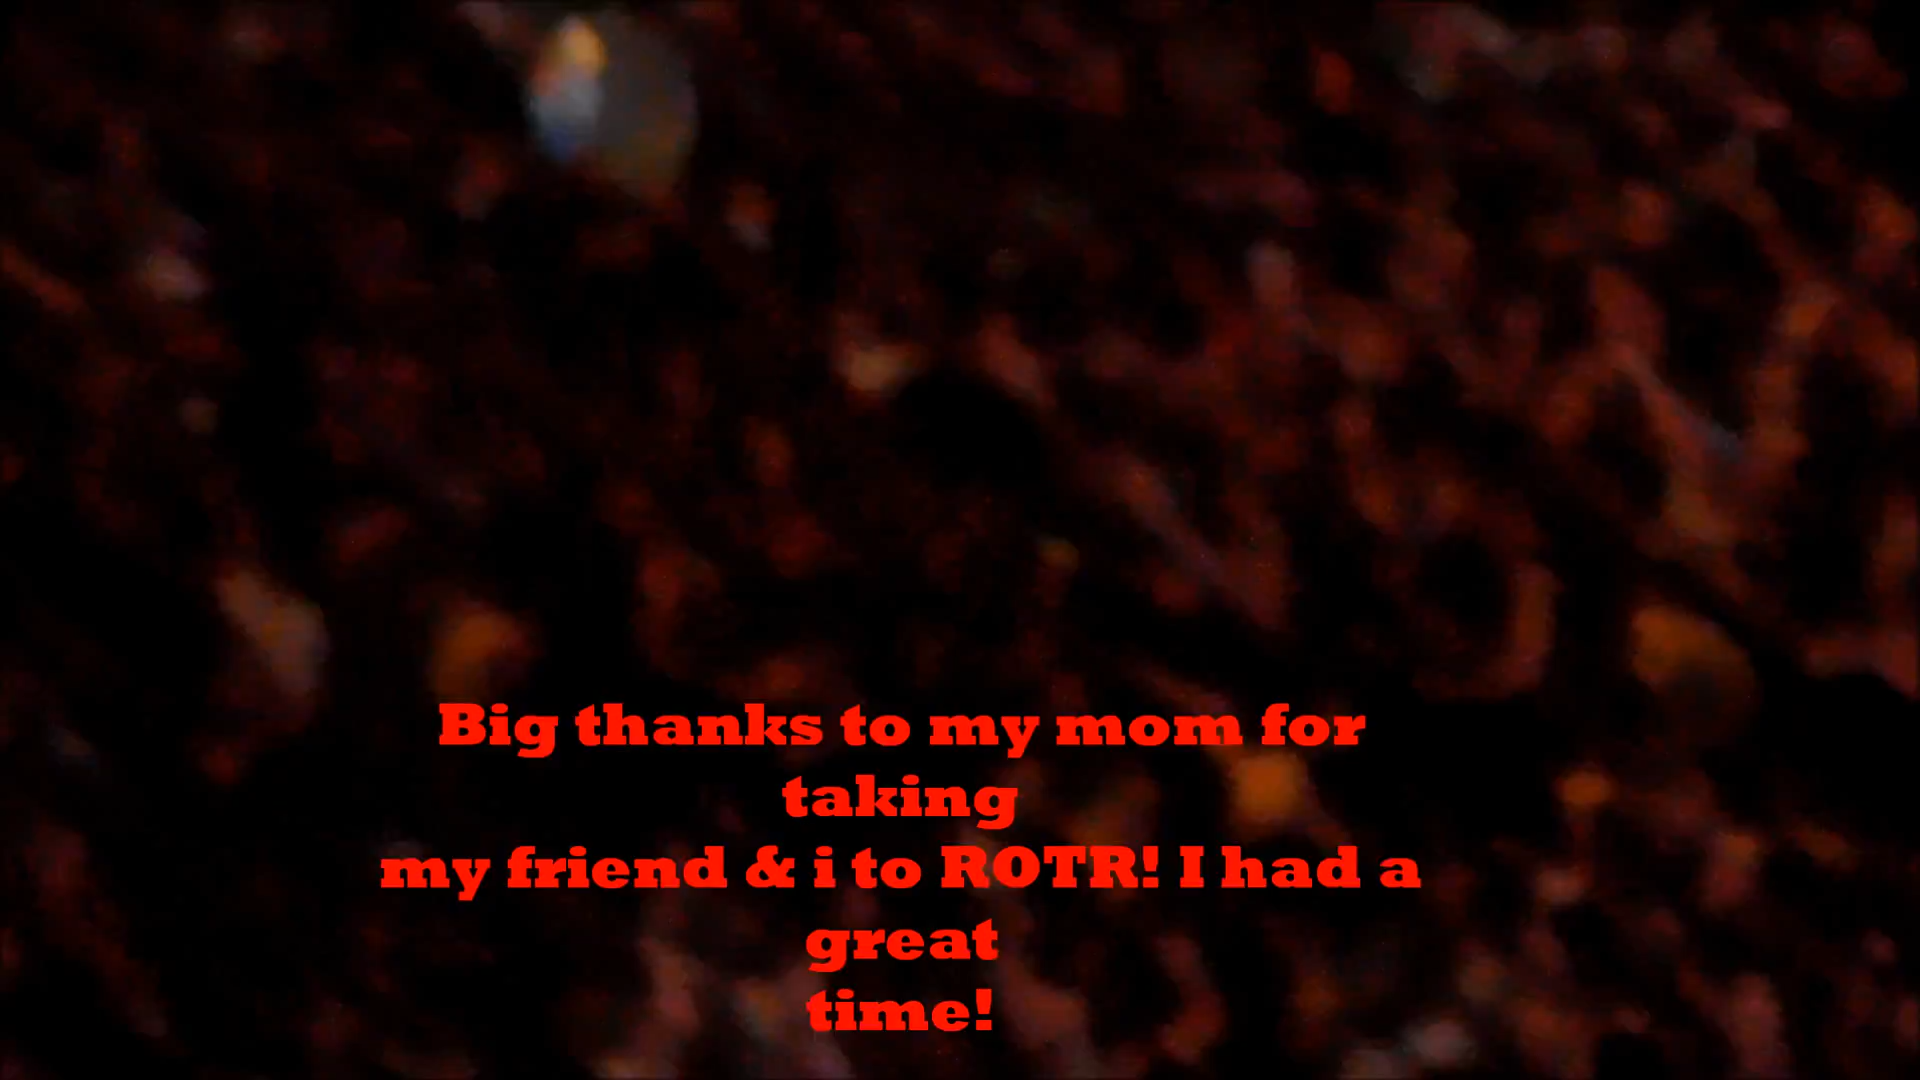 Big thanks to my mom for
taking
my friend & i to ROTR! I had a
great
time!